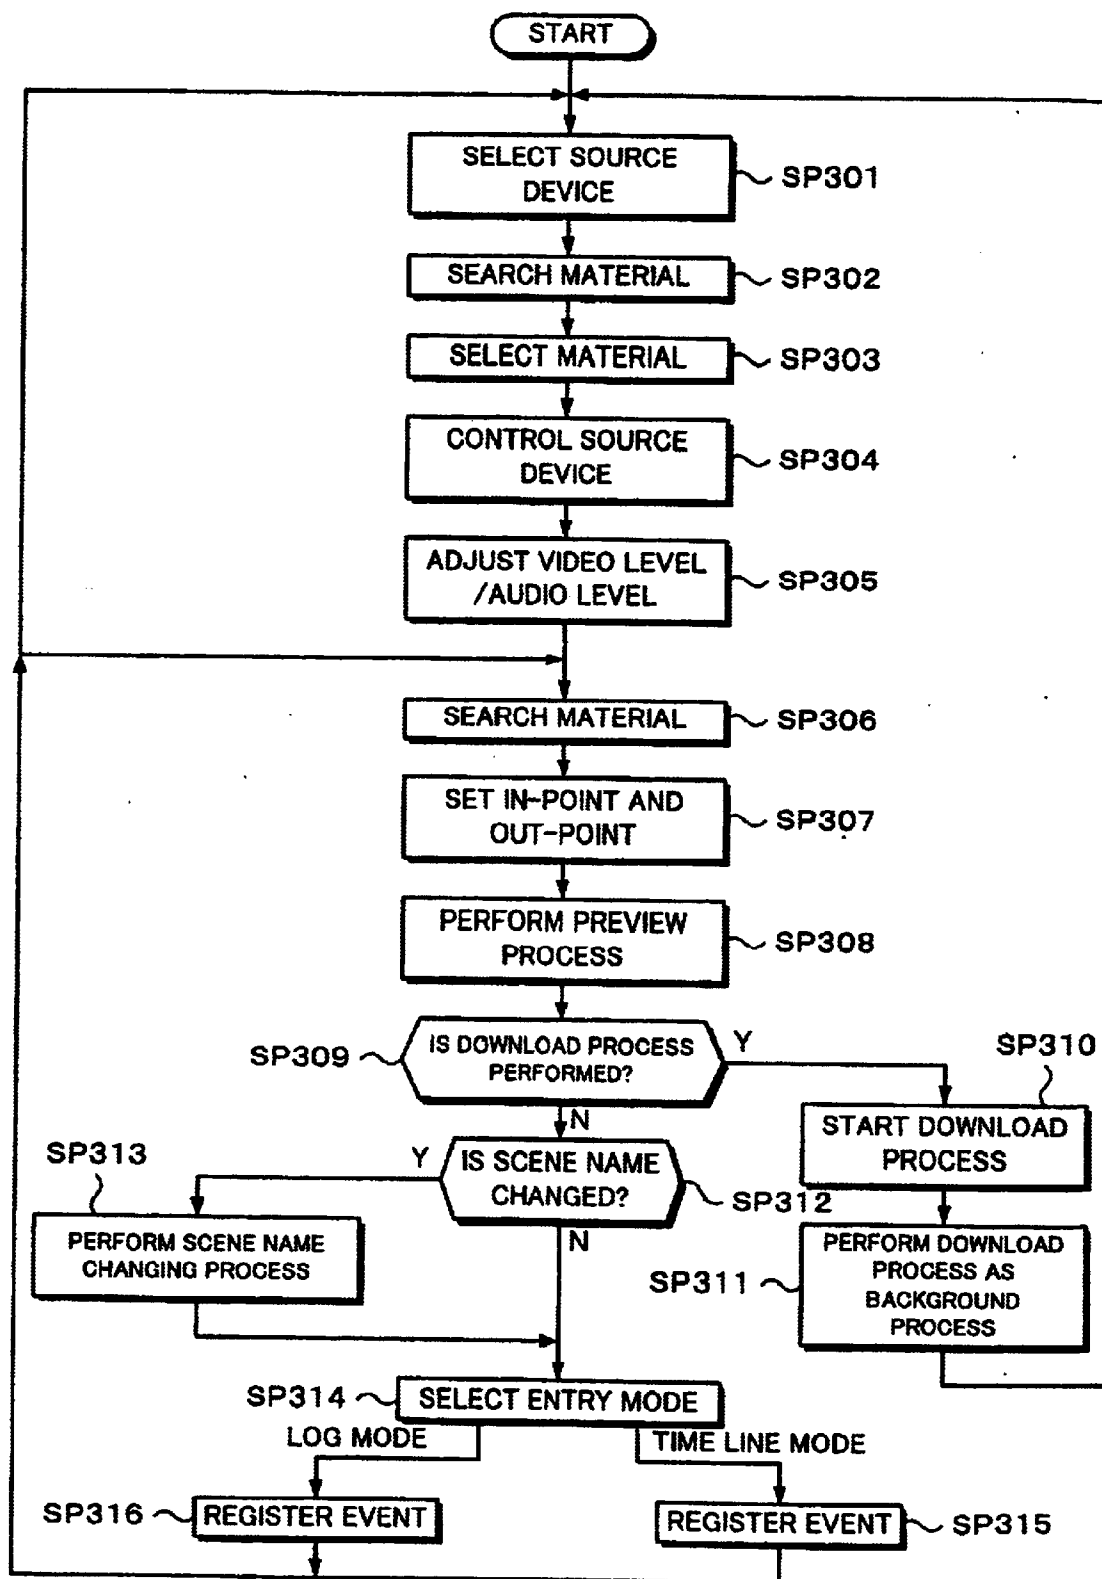 START
SELECT SOURCE
DEVICE
SP301
SEARCH MATERIAL
SP302
SELECT MATERIAL
SP303
CONTROL SOURCE
DEVICE
SP304
ADJUST VIDEO LEVEL
/AUDIO LEVEL
SP305
SEARCH MATERIAL
SP306
SET IN-POINT AND
OUT-POINT
SP307
PERFORM PREVIEW
PROCESS
SP308
SP309
IS DOWNLOAD PROCESS
PERFORMED?
Y
N
SP310
START DOWNLOAD
PROCESS
SP311
PERFORM DOWNLOAD
PROCESS AS
BACKGROUND
PROCESS
IS SCENE NAME
CHANGED?
SP312
Y
N
SP313
PERFORM SCENE NAME
CHANGING PROCESS
SP314
SELECT ENTRY MODE
LOG MODE
TIME LINE MODE
SP316
REGISTER EVENT
REGISTER EVENT
SP315